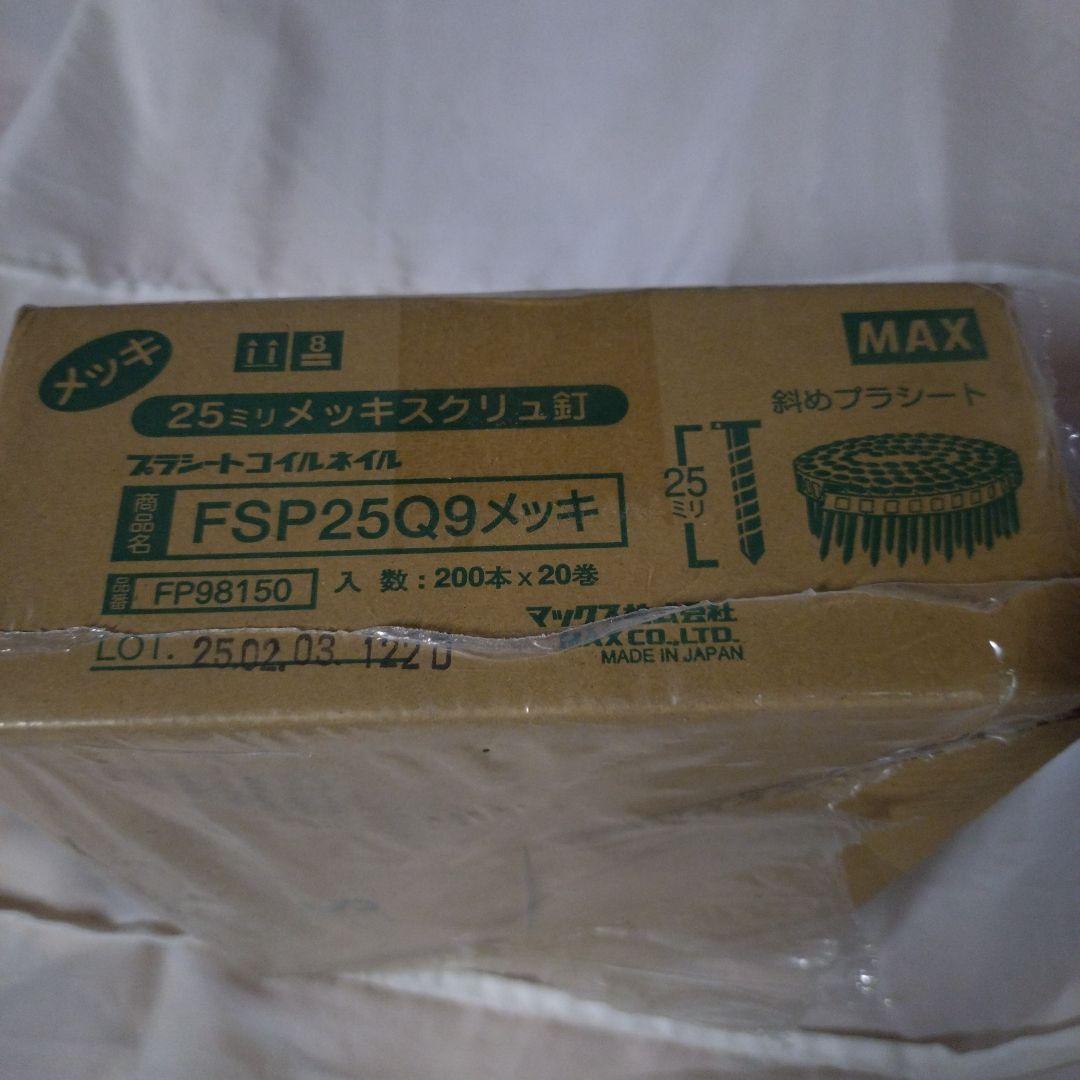 メッキ
8
MAX
25ミリメッキスクリュ釘
斜めプラシート
プラシートコイルネイル
商品名 FSP25Q9メッキ
25ミリ
品番 FP98150 入数:200本×20巻
マックス株式会社
MAX CO.,LTD.
MADE IN JAPAN
LOT. 25.02.03. 122U